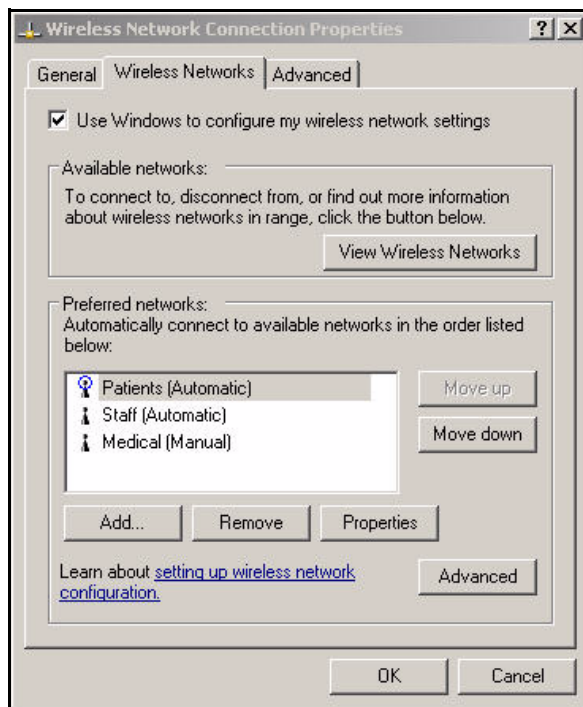 Wireless Network Connection Properties
General
Wireless Networks
Advanced
Use Windows to configure my wireless network settings
Available networks:
To connect to, disconnect from, or find out more information
about wireless networks in range, click the button below.
View Wireless Networks
Preferred networks:
Automatically connect to available networks in the order listed
below:
Patients (Automatic)
Staff (Automatic)
Medical (Manual)
Move up
Move down
Add...
Remove
Properties
Learn about setting up wireless network
configuration.
Advanced
OK
Cancel